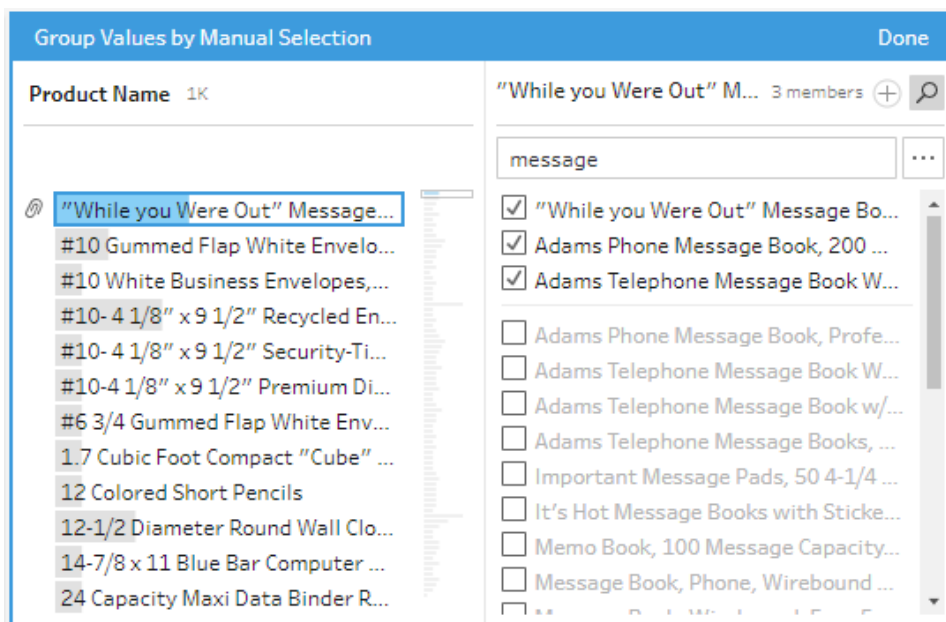 Group Values by Manual Selection
Done
Product Name 1K
"While you Were Out" M... 3 members
message
"While you Were Out" Message...
#10 Gummed Flap White Envelo...
#10 White Business Envelopes,...
#10- 4 1/8" x 9 1/2" Recycled En...
#10- 4 1/8" x 9 1/2" Security-Ti...
#10-4 1/8" x 9 1/2" Premium Di...
#6 3/4 Gummed Flap White Env...
1.7 Cubic Foot Compact "Cube" ...
12 Colored Short Pencils
12-1/2 Diameter Round Wall Clo...
14-7/8 x 11 Blue Bar Computer ...
24 Capacity Maxi Data Binder R...
"While you Were Out" Message Bo...
Adams Phone Message Book, 200 ...
Adams Telephone Message Book W...
Adams Phone Message Book, Profe...
Adams Telephone Message Book W...
Adams Telephone Message Book w/...
Adams Telephone Message Books, ...
Important Message Pads, 50 4-1/4 ...
It's Hot Message Books with Sticke...
Memo Book, 100 Message Capacity...
Message Book, Phone, Wirebound ...